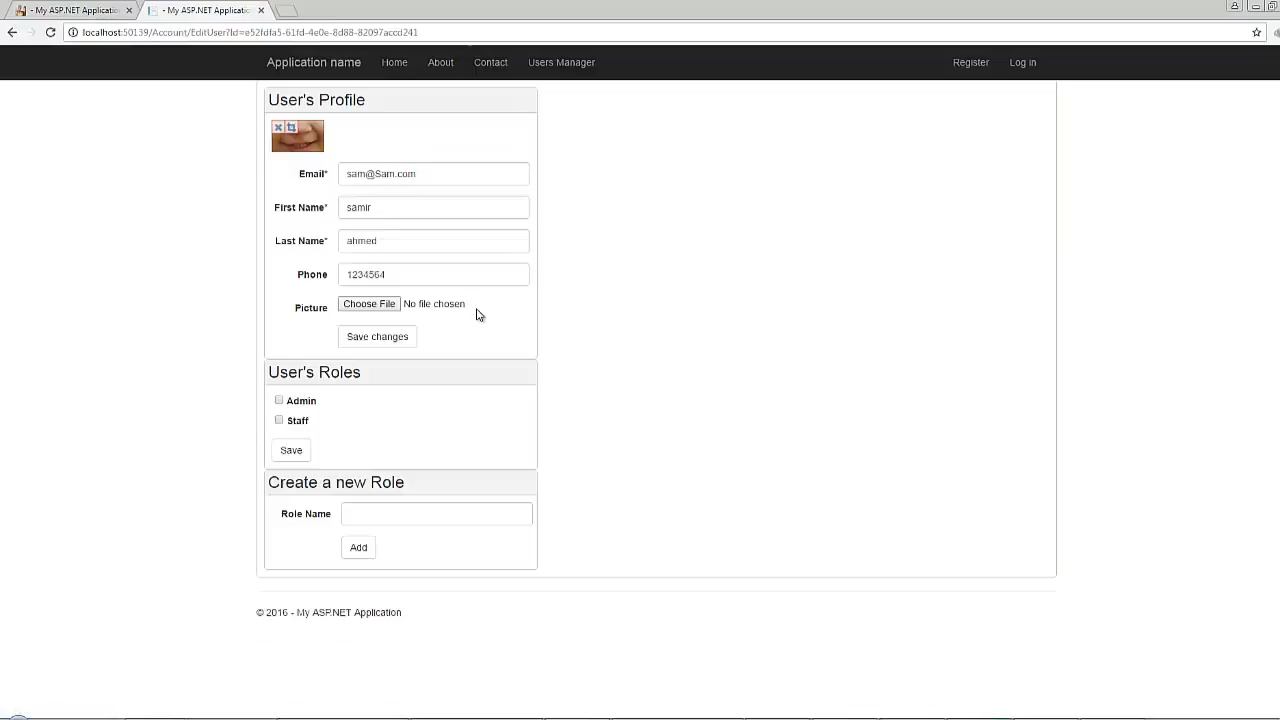 - My ASP.NET Application
- My ASP.NET Applicatio
localhost:50139/Account/EditUser?Id=e52fdfa5-61fd-4e0e-8d88-82097accd241
Application name Home About Contact Users Manager Register Log in
User's Profile
Email* sam@Sam.com
First Name* samir
Last Name* ahmed
Phone 1234564
Picture Choose File No file chosen
Save changes
User's Roles
Admin
Staff
Save
Create a new Role
Role Name
Add
© 2016 - My ASP.NET Application